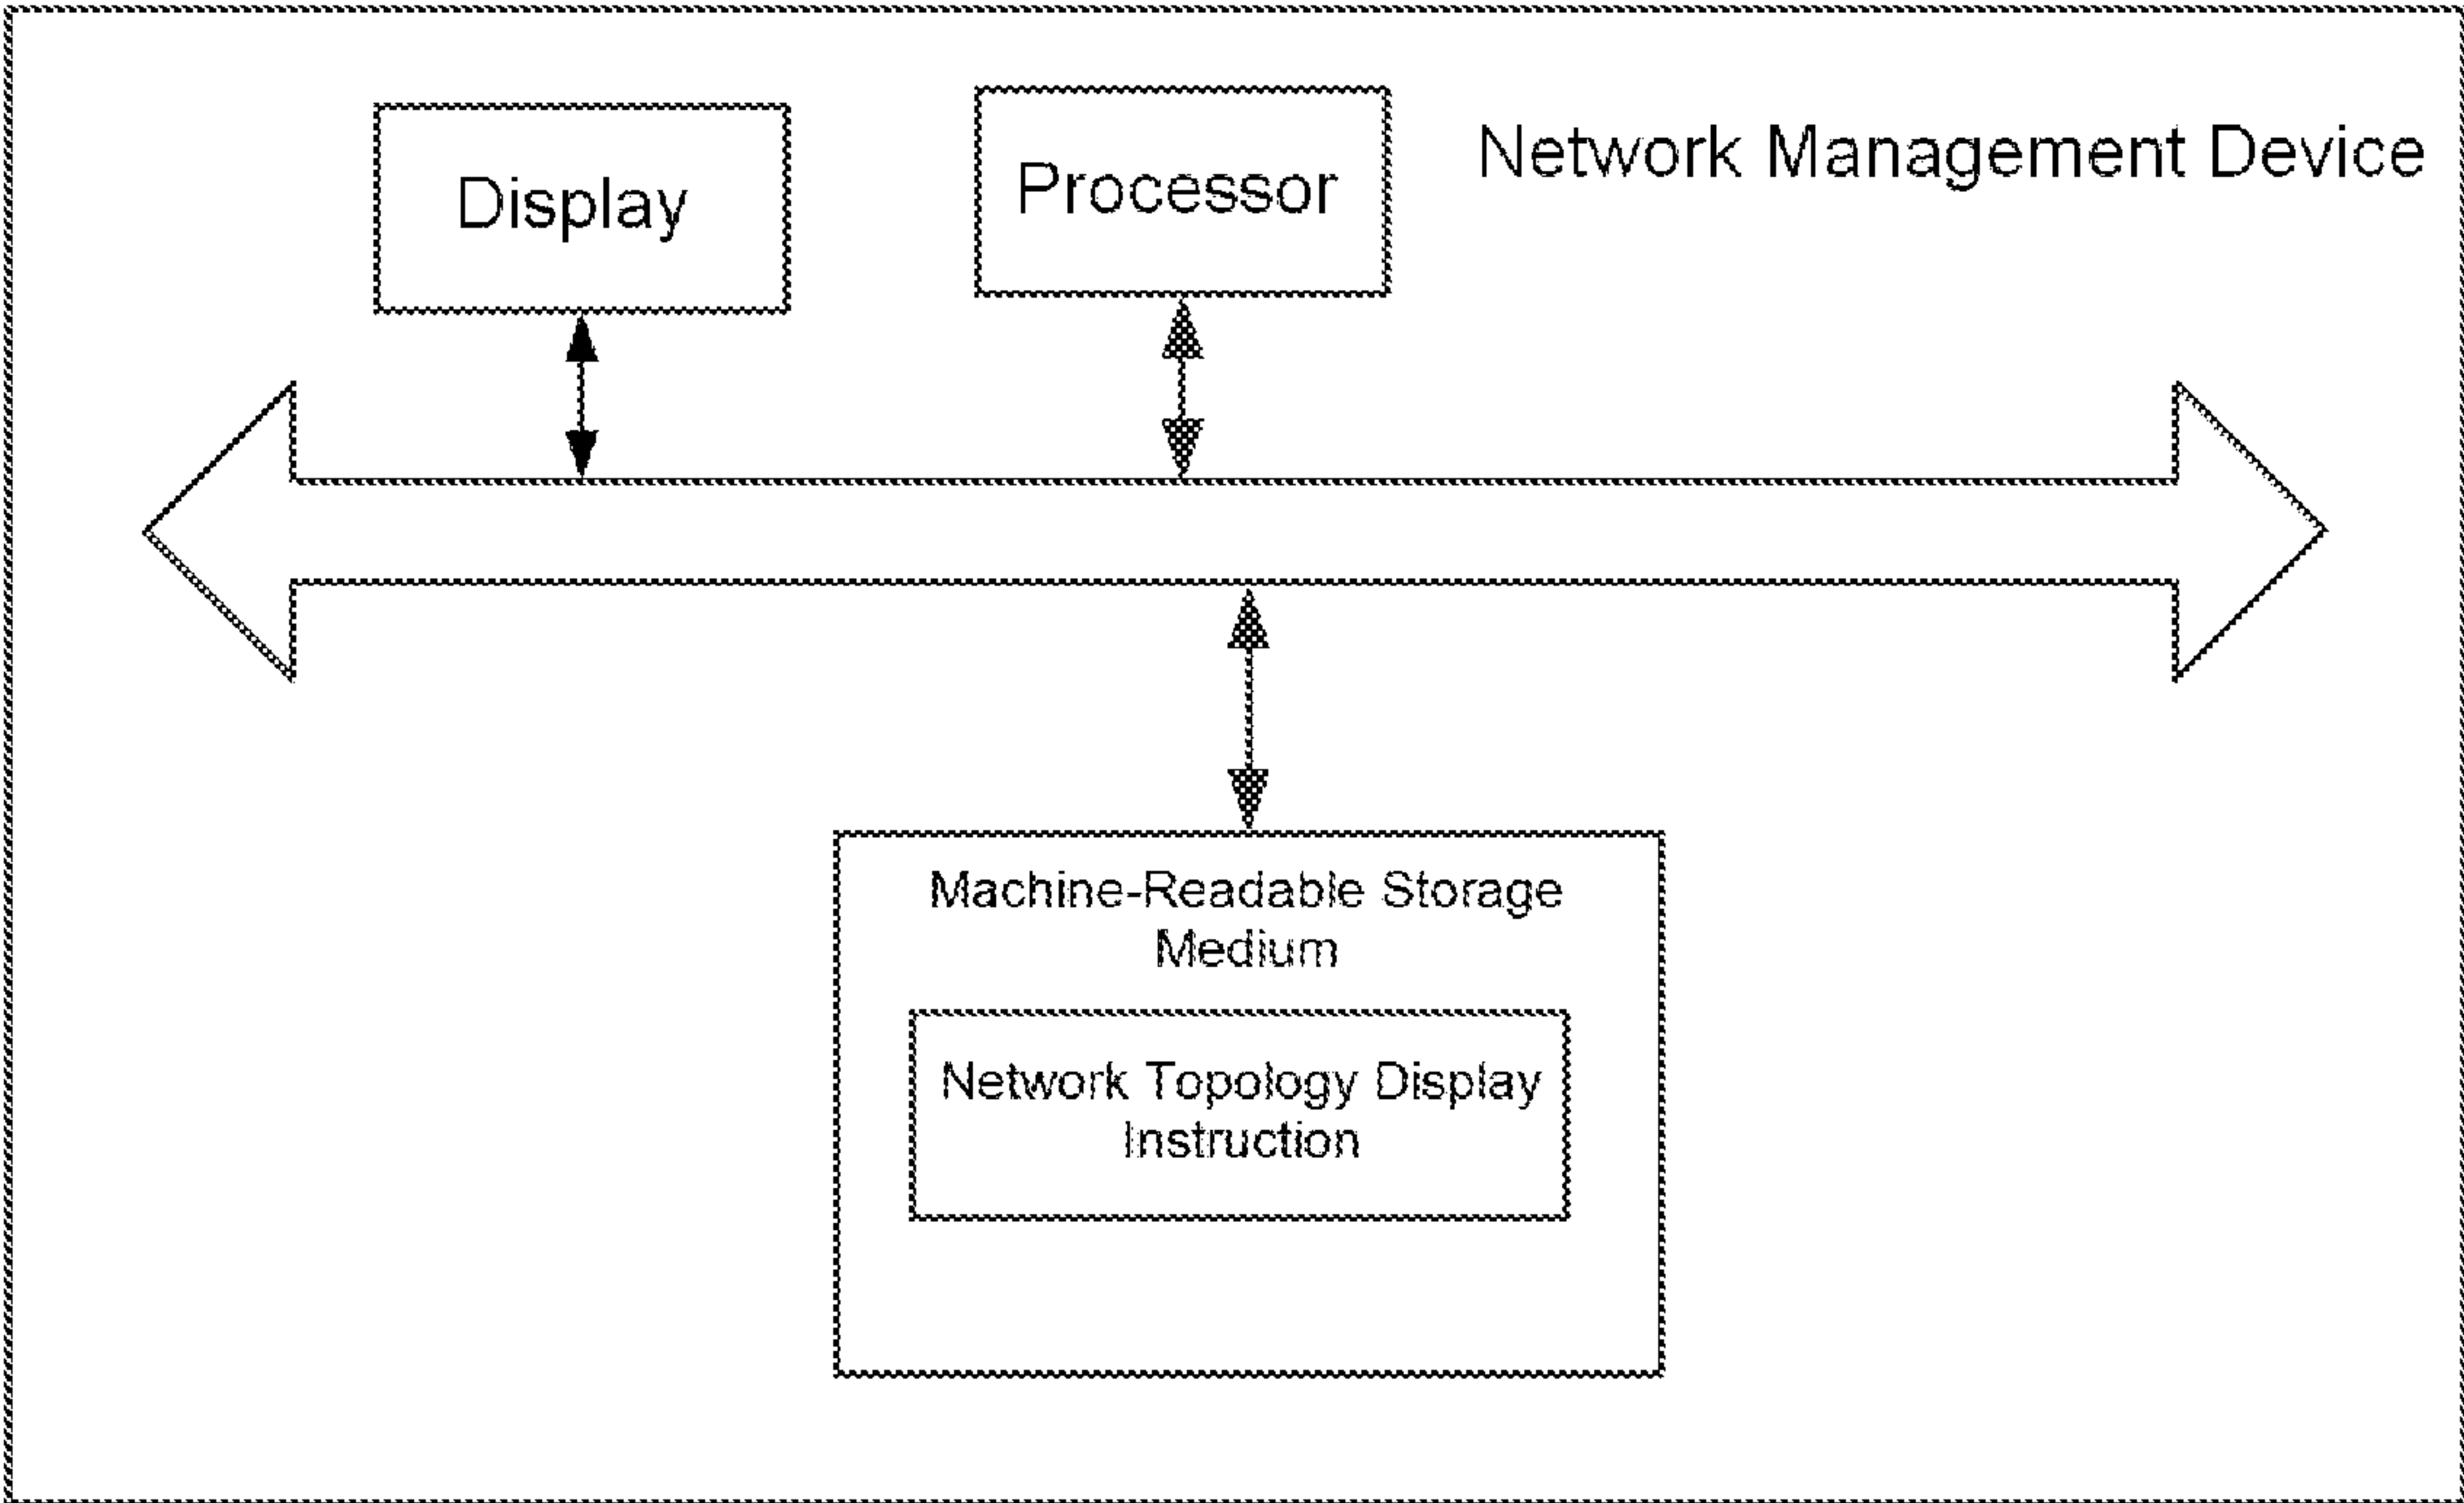 Network Management Device
Display
Processor
Machine-Readable Storage
Medium
Network Topology Display
Instruction